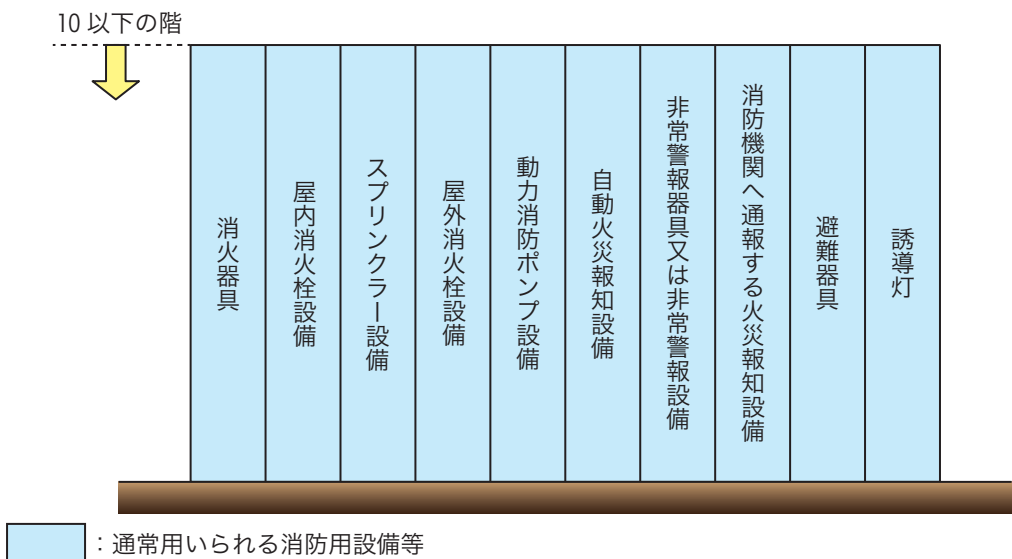 10 以下の階
消火器具
屋内消火栓設備
スプリンクラー設備
屋外消火栓設備
動力消防ポンプ設備
自動火災報知設備
非常警報器具又は非常警報設備
消防機関へ通報する火災報知設備
避難器具
誘導灯
：通常用いられる消防用設備等